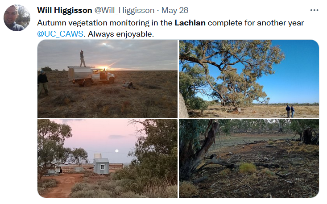 Will Higgisson @Will_Higgisson · May 28
Autumn vegetation monitoring in the Lachlan complete for another year
@UC_CAWS. Always enjoyable.